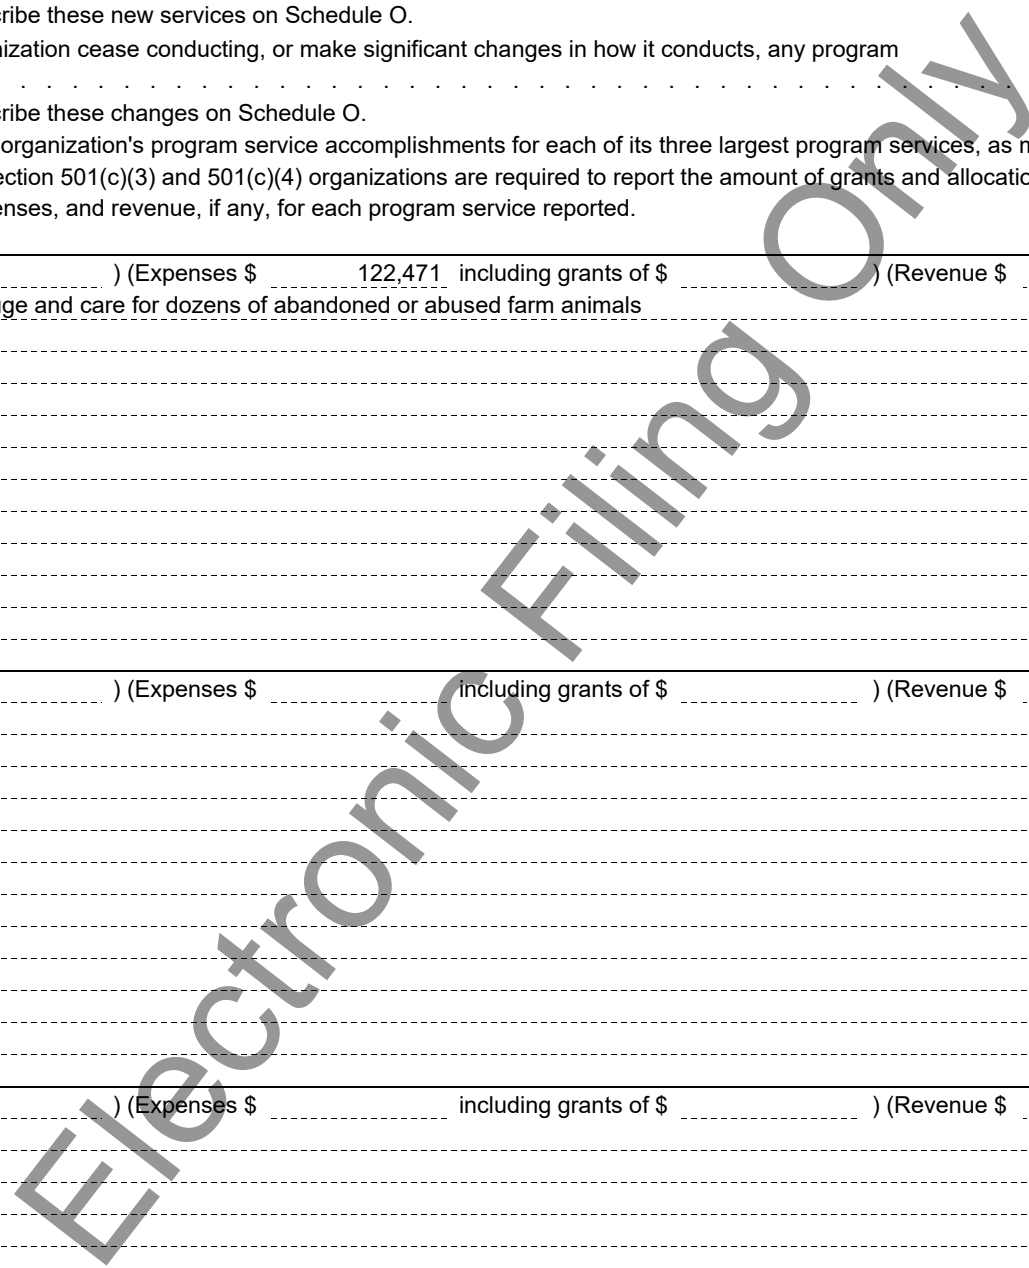 cribe these new services on Schedule O.
nization cease conducting, or make significant changes in how it conducts, any program
. . . . . . . . . . . . . . . . . . . . . . . . . . . . . . . . . . . . . . .
cribe these changes on Schedule O.
organization's program service accomplishments for each of its three largest program services, as m
ection 501(c)(3) and 501(c)(4) organizations are required to report the amount of grants and allocatio
enses, and revenue, if any, for each program service reported.
) (Expenses $ 122,471 including grants of $ ) (Revenue $
uge and care for dozens of abandoned or abused farm animals
) (Expenses $ including grants of $ ) (Revenue $
) (Expenses $ including grants of $ ) (Revenue $
Electronic Filing Only